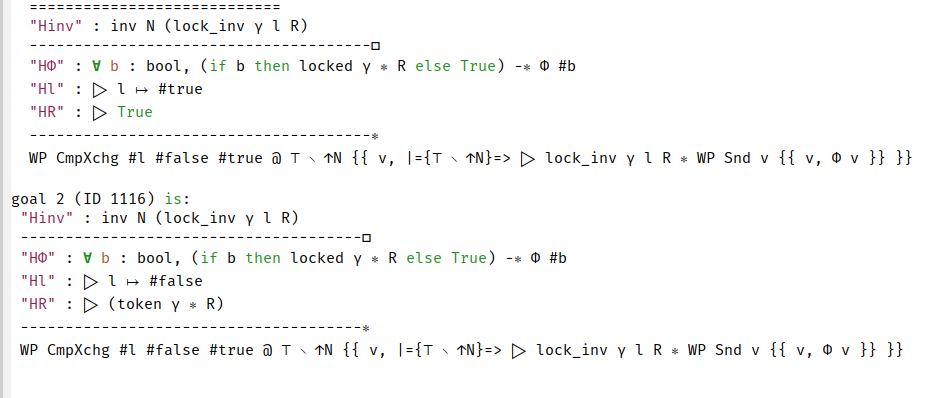 ============================
"Hinv" : inv N (lock_inv γ l R)
--------------------------------------□
"HΦ" : ∀ b : bool, (if b then locked γ ∗ R else True) -∗ Φ #b
"Hl" : ▷ l ↦ #true
"HR" : ▷ True
--------------------------------------∗
WP CmpXchg #l #false #true @ ⊤ ∖ ↑N {{ v, |={⊤ ∖ ↑N}=> ▷ lock_inv γ l R ∗ WP Snd v {{ v, Φ v }} }}
goal 2 (ID 1116) is:
"Hinv" : inv N (lock_inv γ l R)
--------------------------------------□
"HΦ" : ∀ b : bool, (if b then locked γ ∗ R else True) -∗ Φ #b
"Hl" : ▷ l ↦ #false
"HR" : ▷ (token γ ∗ R)
--------------------------------------∗
WP CmpXchg #l #false #true @ ⊤ ∖ ↑N {{ v, |={⊤ ∖ ↑N}=> ▷ lock_inv γ l R ∗ WP Snd v {{ v, Φ v }} }}